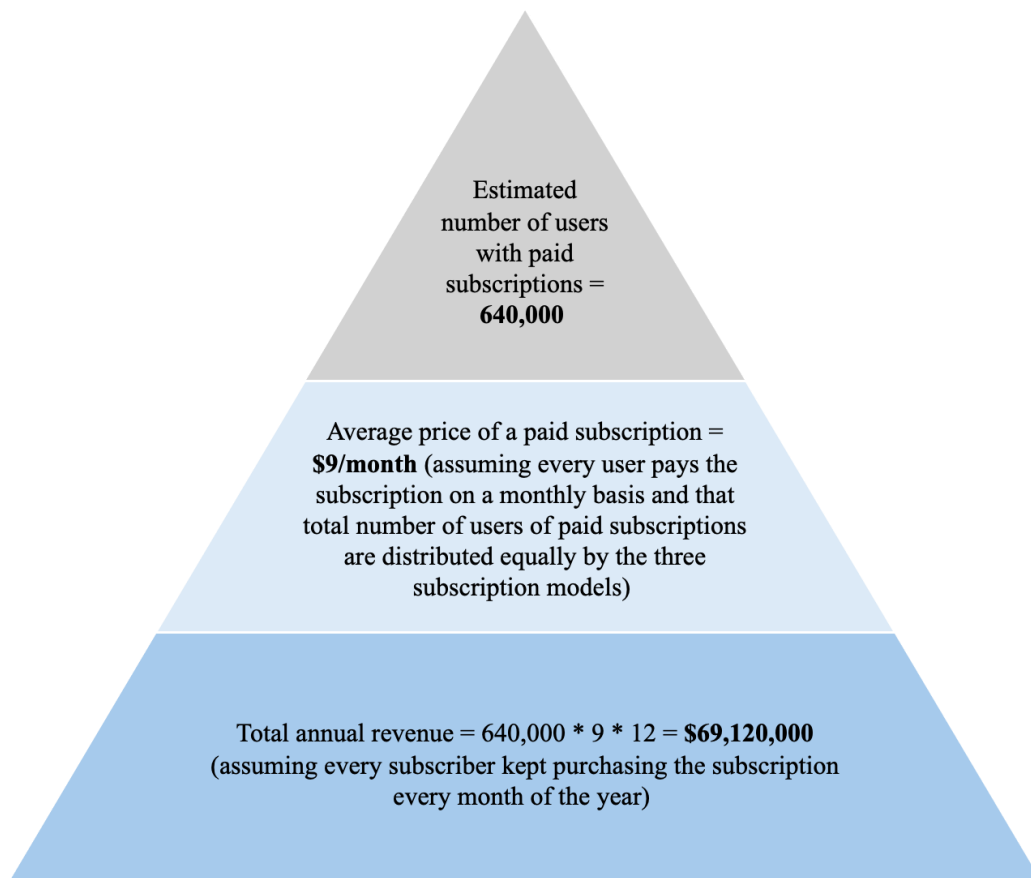 Estimated
number of users
with paid
subscriptions =
640,000
Average price of a paid subscription =
$9/month (assuming every user pays the
subscription on a monthly basis and that
total number of users of paid subscriptions
are distributed equally by the three
subscription models)
Total annual revenue = 640,000 * 9 * 12 = $69,120,000
(assuming every subscriber kept purchasing the subscription
every month of the year)